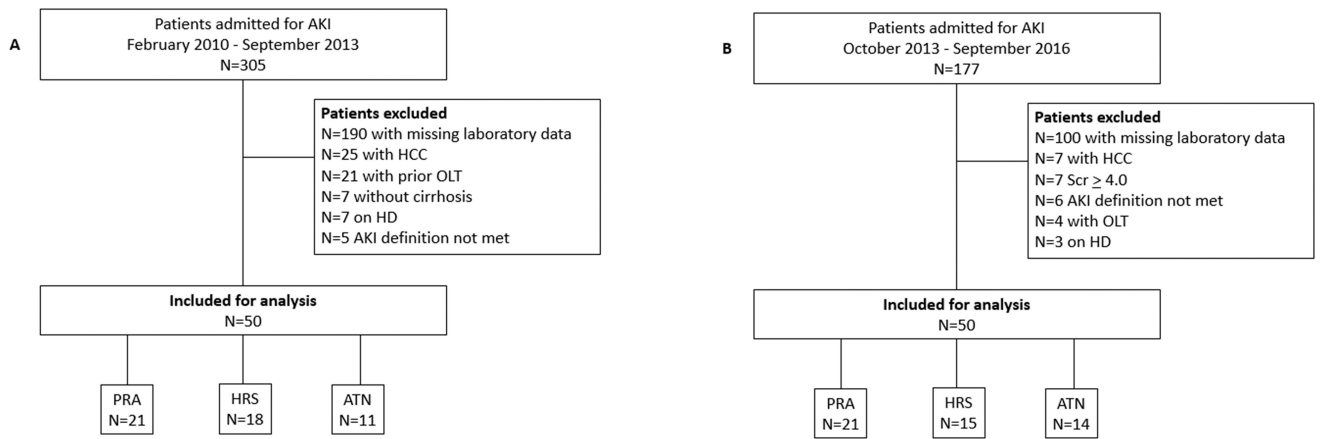 A
Patients admitted for AKI
February 2010 - September 2013
N=305
Patients excluded
N=190 with missing laboratory data
N=25 with HCC
N=21 with prior OLT
N=7 without cirrhosis
N=7 on HD
N=5 AKI definition not met
Included for analysis
N=50
PRA
N=21
HRS
N=18
ATN
N=11
B
Patients admitted for AKI
October 2013 - September 2016
N=177
Patients excluded
N=100 with missing laboratory data
N=7 with HCC
N=7 Scr ≥ 4.0
N=6 AKI definition not met
N=4 with OLT
N=3 on HD
Included for analysis
N=50
PRA
N=21
HRS
N=15
ATN
N=14